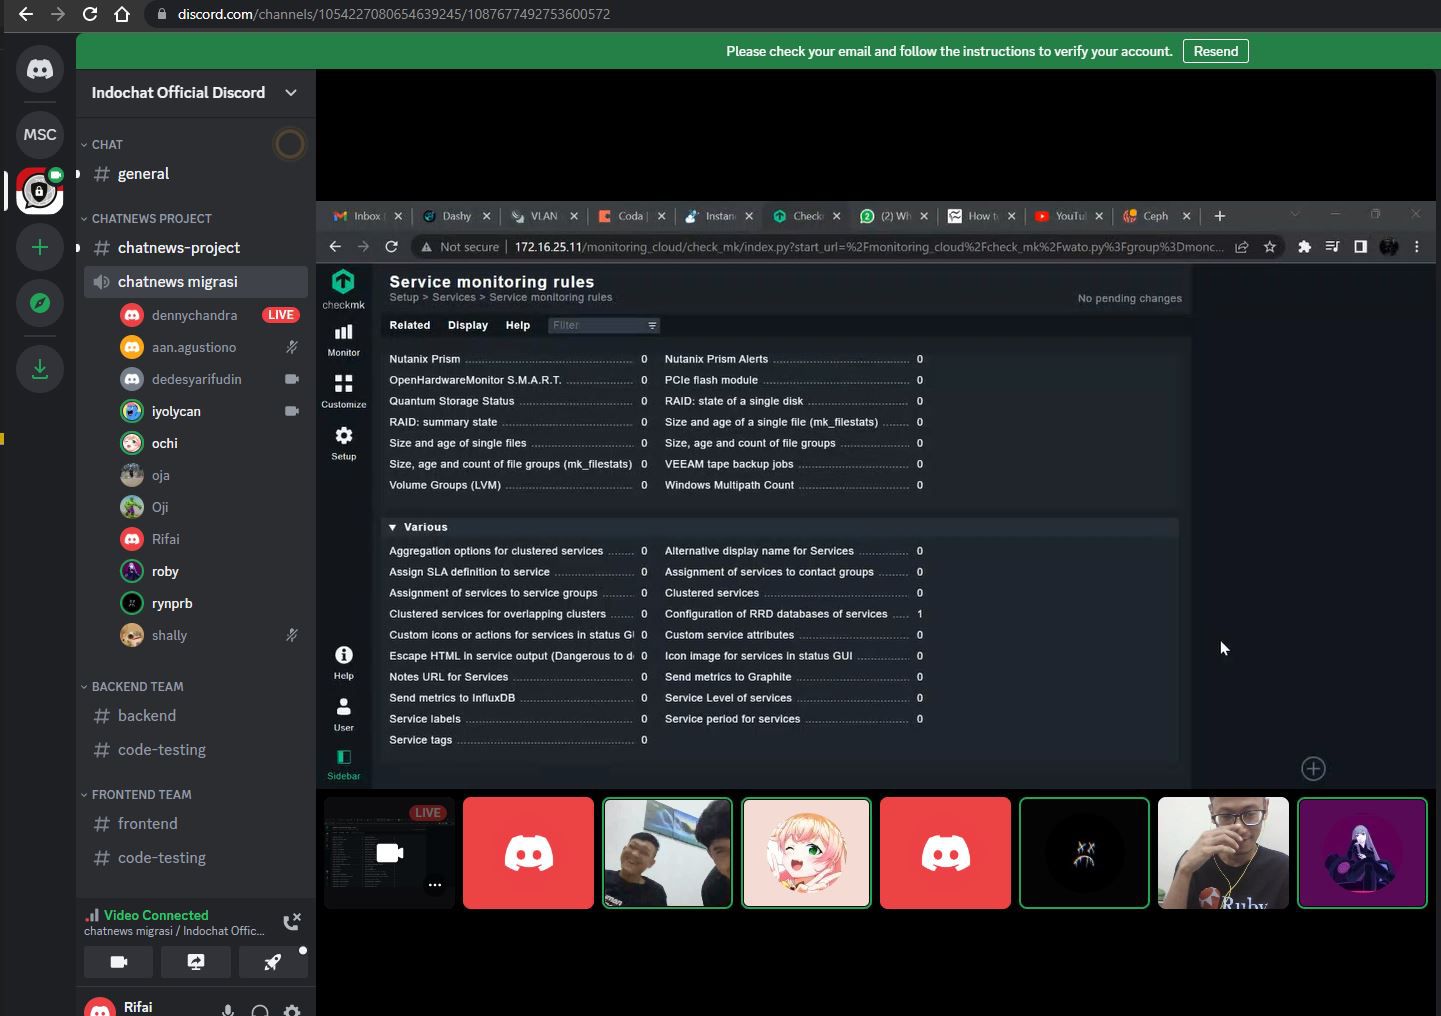 discord.com/channels/1054227080654639245/1087677492753600572
Please check your email and follow the instructions to verify your account. Resend
Indochat Official Discord
MSC
CHAT
# general
CHATNEWS PROJECT
# chatnews-project
chatnews migrasi
dennychandra LIVE
aan.agustiono
dedesyarifudin
iyolycan
ochi
oja
Oji
Rifai
roby
rynprb
shally
BACKEND TEAM
# backend
# code-testing
FRONTEND TEAM
# frontend
# code-testing
Video Connected
chatnews migrasi / Indochat Offic...
Rifai
Inbox Dashy VLAN Coda | Instan Check (2) Wh How t YouTu Ceph
Not secure | 172.16.25.11/monitoring_cloud/check_mk/index.py?start_url=%2Fmonitoring_cloud%2Fcheck_mk%2Fwato.py%3Fgroup%3Dmonc...
checkmk
Monitor
Customize
Setup
Help
User
Sidebar
Service monitoring rules
Setup > Services > Service monitoring rules
No pending changes
Related Display Help Filter
Nutanix Prism 0 Nutanix Prism Alerts 0
OpenHardwareMonitor S.M.A.R.T. 0 PCIe flash module 0
Quantum Storage Status 0 RAID: state of a single disk 0
RAID: summary state 0 Size and age of a single file (mk_filestats) 0
Size and age of single files 0 Size, age and count of file groups 0
Size, age and count of file groups (mk_filestats) 0 VEEAM tape backup jobs 0
Volume Groups (LVM) 0 Windows Multipath Count 0
Various
Aggregation options for clustered services 0 Alternative display name for Services 0
Assign SLA definition to service 0 Assignment of services to contact groups 0
Assignment of services to service groups 0 Clustered services 0
Clustered services for overlapping clusters 0 Configuration of RRD databases of services 1
Custom icons or actions for services in status GU 0 Custom service attributes 0
Escape HTML in service output (Dangerous to d 0 Icon image for services in status GUI 0
Notes URL for Services 0 Send metrics to Graphite 0
Send metrics to InfluxDB 0 Service Level of services 0
Service labels 0 Service period for services 0
Service tags 0
LIVE
Ruby